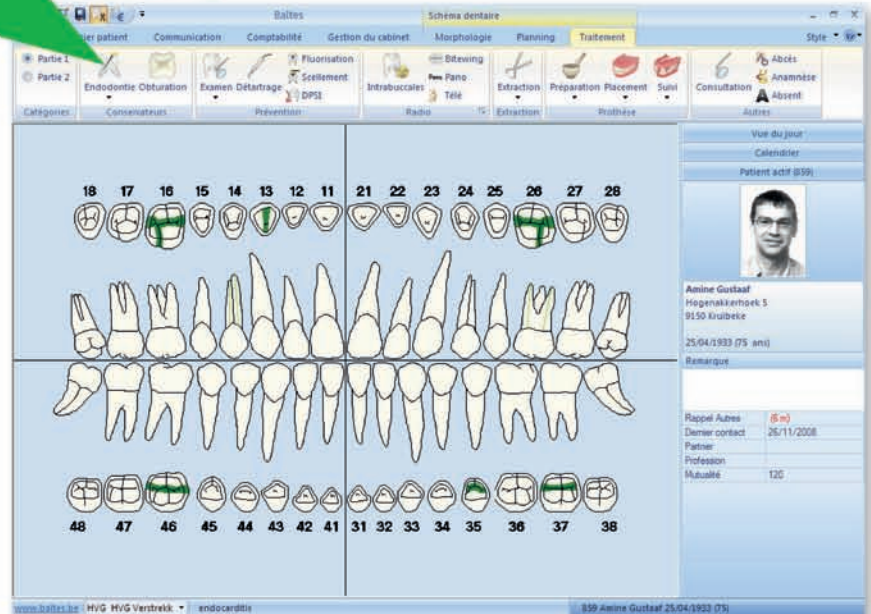 Baltes
Schéma dentaire
ier patient Communication Comptabilité Gestion du cabinet Morphologie Planning Traitement Style
Partie 1
Partie 2
Endodontie Obturation
Examen Détartrage
Fluorisation
Scellement
DPSI
Intrabuccales
Bitewing
Pano
Télé
Extraction
Préparation Placement Suivi
Consultation
Abcès
Anamnèse
Absent
Catégories Conservateurs Prévention Radio Extraction Prothèse Autres
Vue du jour
Calendrier
Patient actif (859)
18 17 16 15 14 13 12 11 21 22 23 24 25 26 27 28
Amine Gustaaf
Hogenakkerhoek 5
9150 Kruibeke
25/04/1933 (75 ans)
Remarque
Rappel Autres (6 m)
Dernier contact 26/11/2008
Partner
Profession
Mutualité 120
48 47 46 45 44 43 42 41 31 32 33 34 35 36 37 38
www.baltes.be HVG HVG Verstrekk endocarditis 859 Amine Gustaaf 25/04/1933 (75)